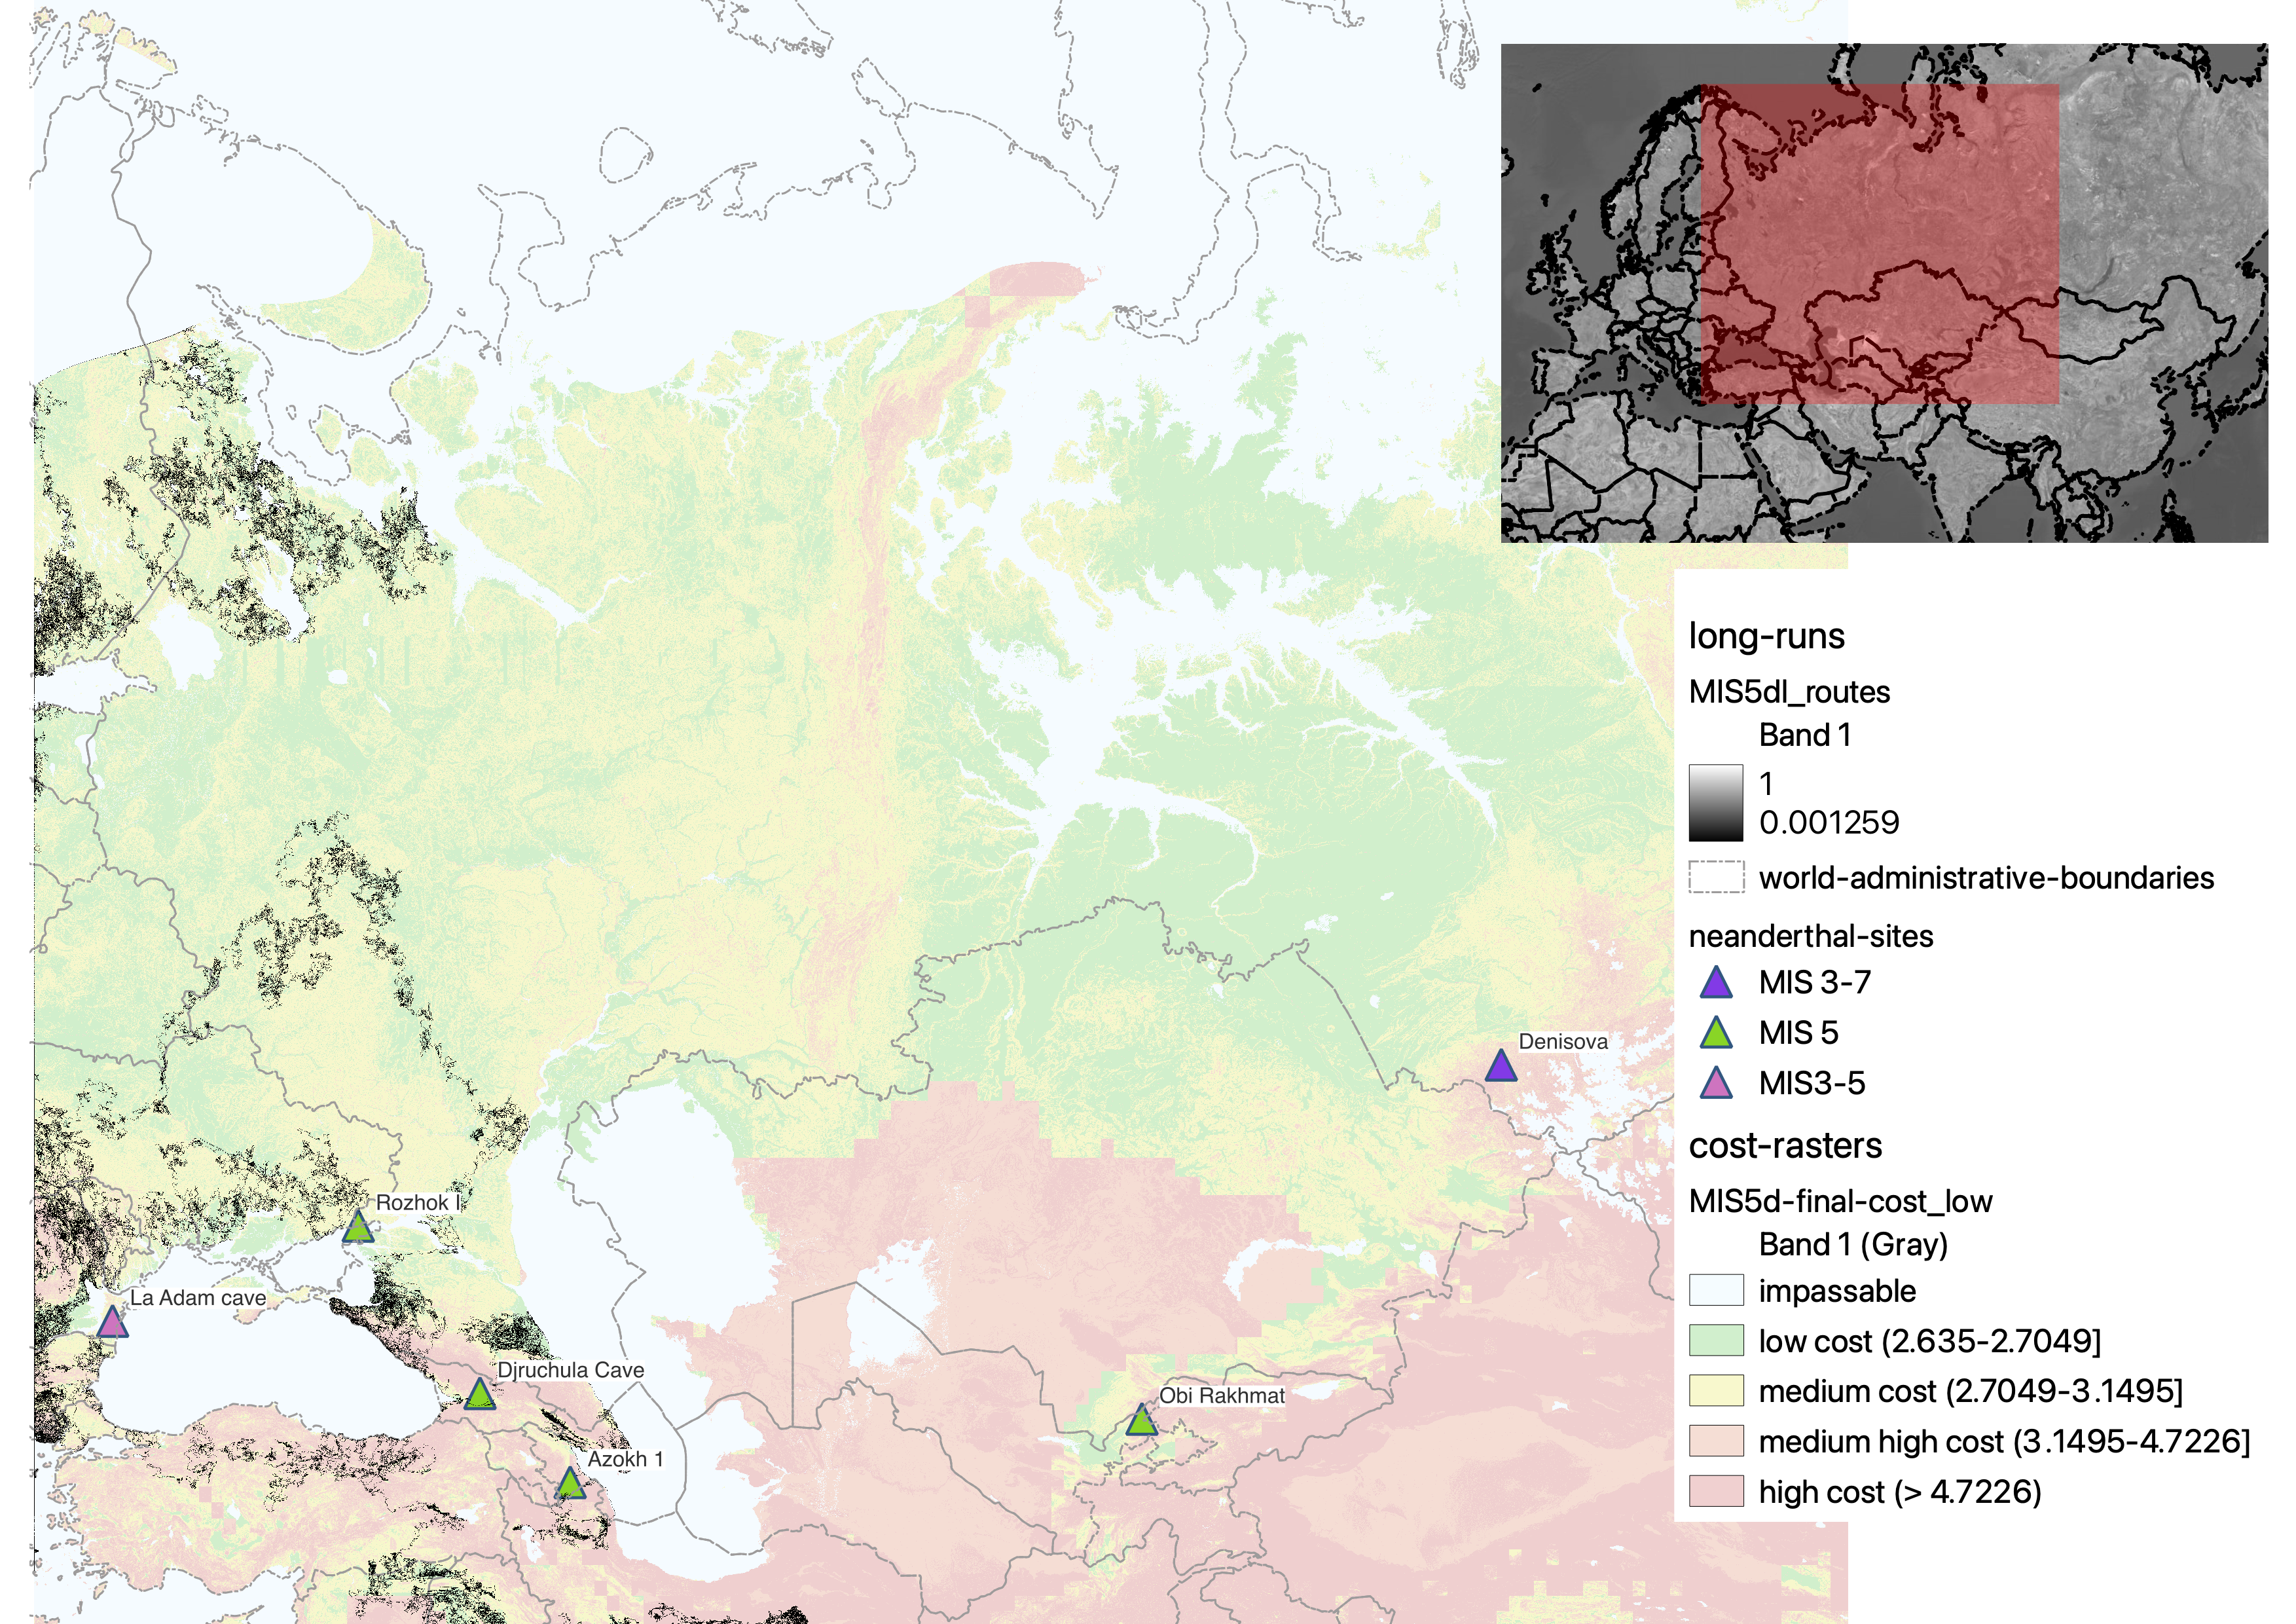 long-runs
MIS5dl_routes
Band 1
1
0.001259
world-administrative-boundaries
neanderthal-sites
MIS 3-7
MIS 5
MIS3-5
cost-rasters
MIS5d-final-cost_low
Band 1 (Gray)
impassable
low cost (2.635-2.7049]
medium cost (2.7049-3.1495]
medium high cost (3.1495-4.7226]
high cost (> 4.7226)
Denisova
Rozhok I
La Adam cave
Djruchula Cave
Obi Rakhmat
Azokh 1